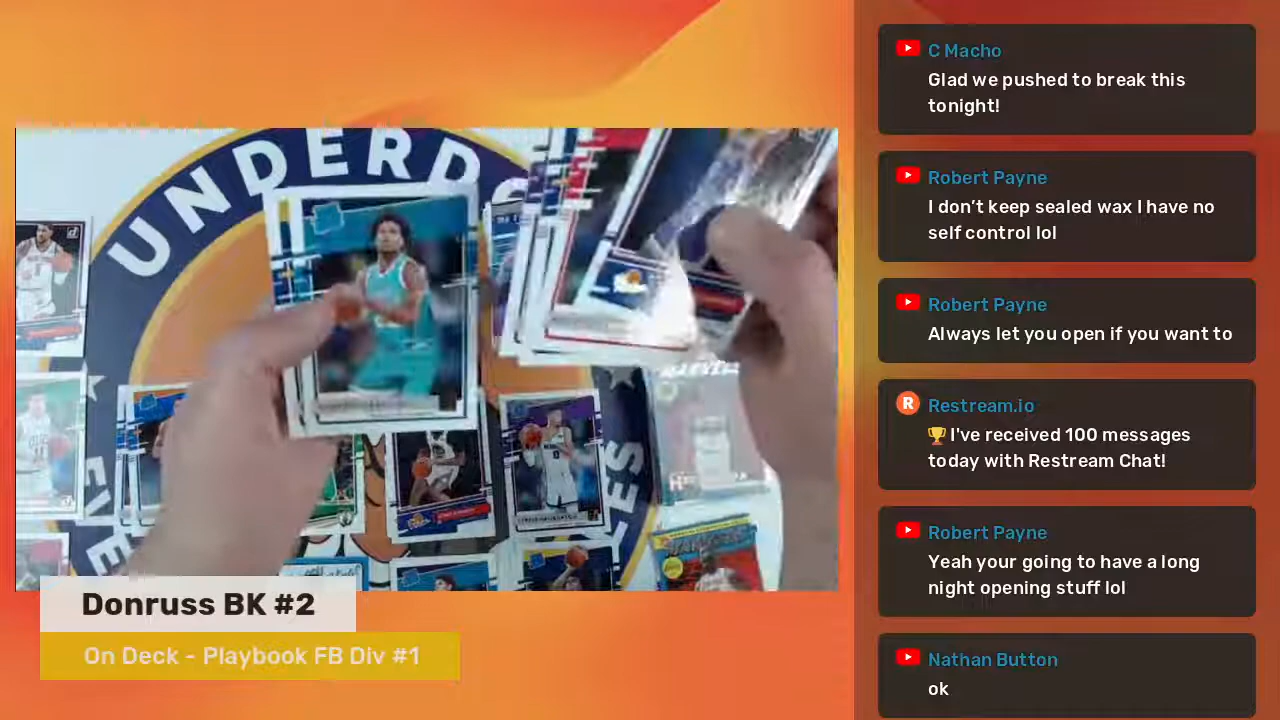 C Macho
Glad we pushed to break this
tonight!
Robert Payne
I don't keep sealed wax I have no
self control lol
Robert Payne
Always let you open if you want to
Restream.io
🏆 I've received 100 messages
today with Restream Chat!
Robert Payne
Yeah your going to have a long
night opening stuff lol
Nathan Button
ok
UNDERD
Donruss BK #2
On Deck - Playbook FB Div #1